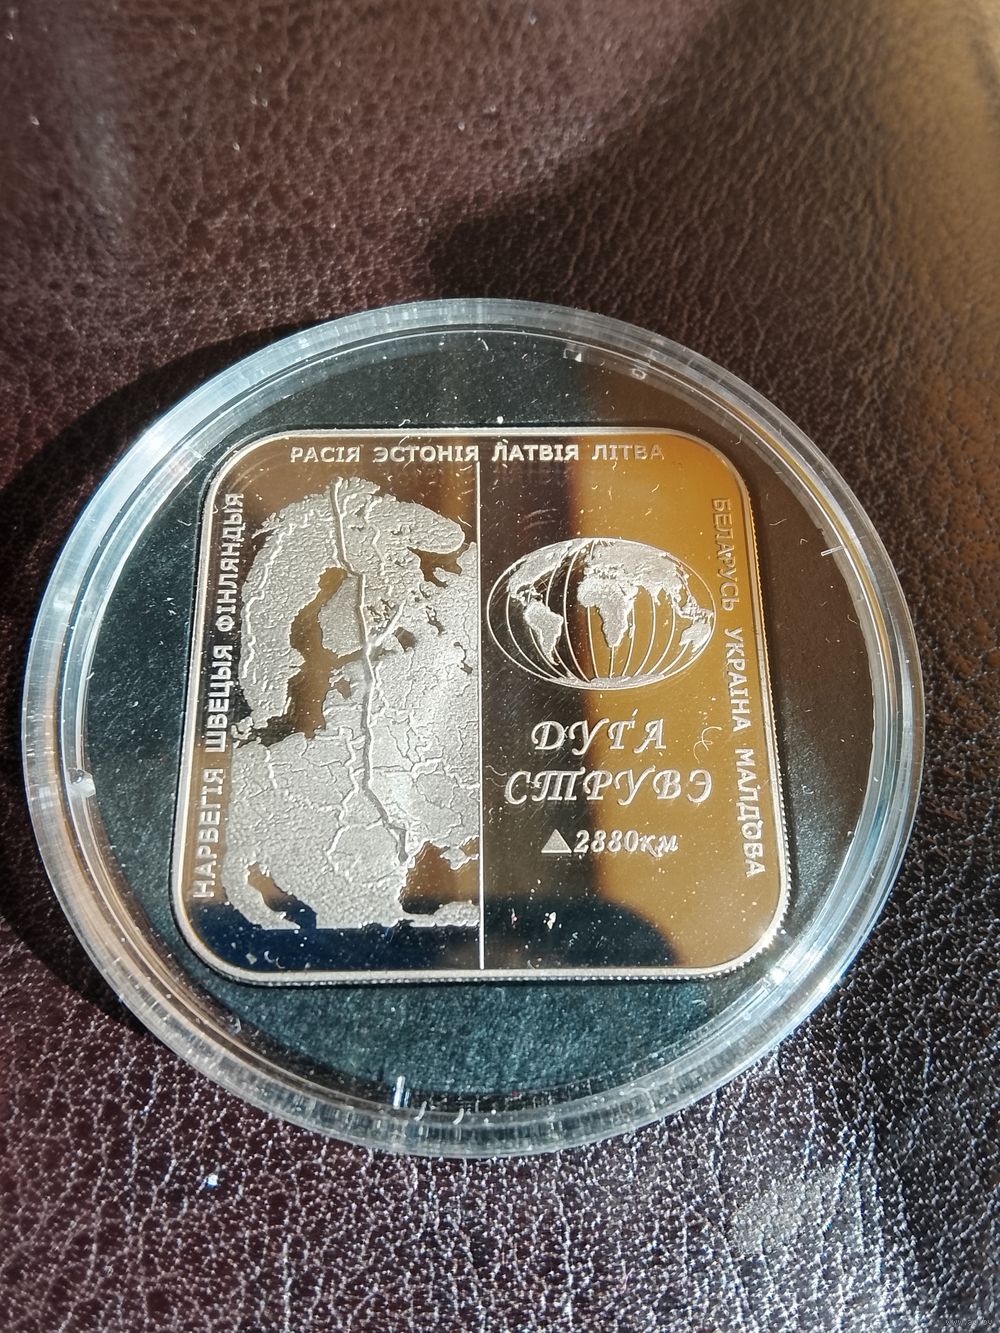 НАРВЕГІЯ ШВЕЦЫЯ ФІНЛЯНДЫЯ
РАСІЯ ЭСТОНІЯ ЛАТВІЯ ЛІТВА
БЕЛАРУСЬ УКРАІНА МАЛДОВА
ДУГА
СТРУВЭ
2880км